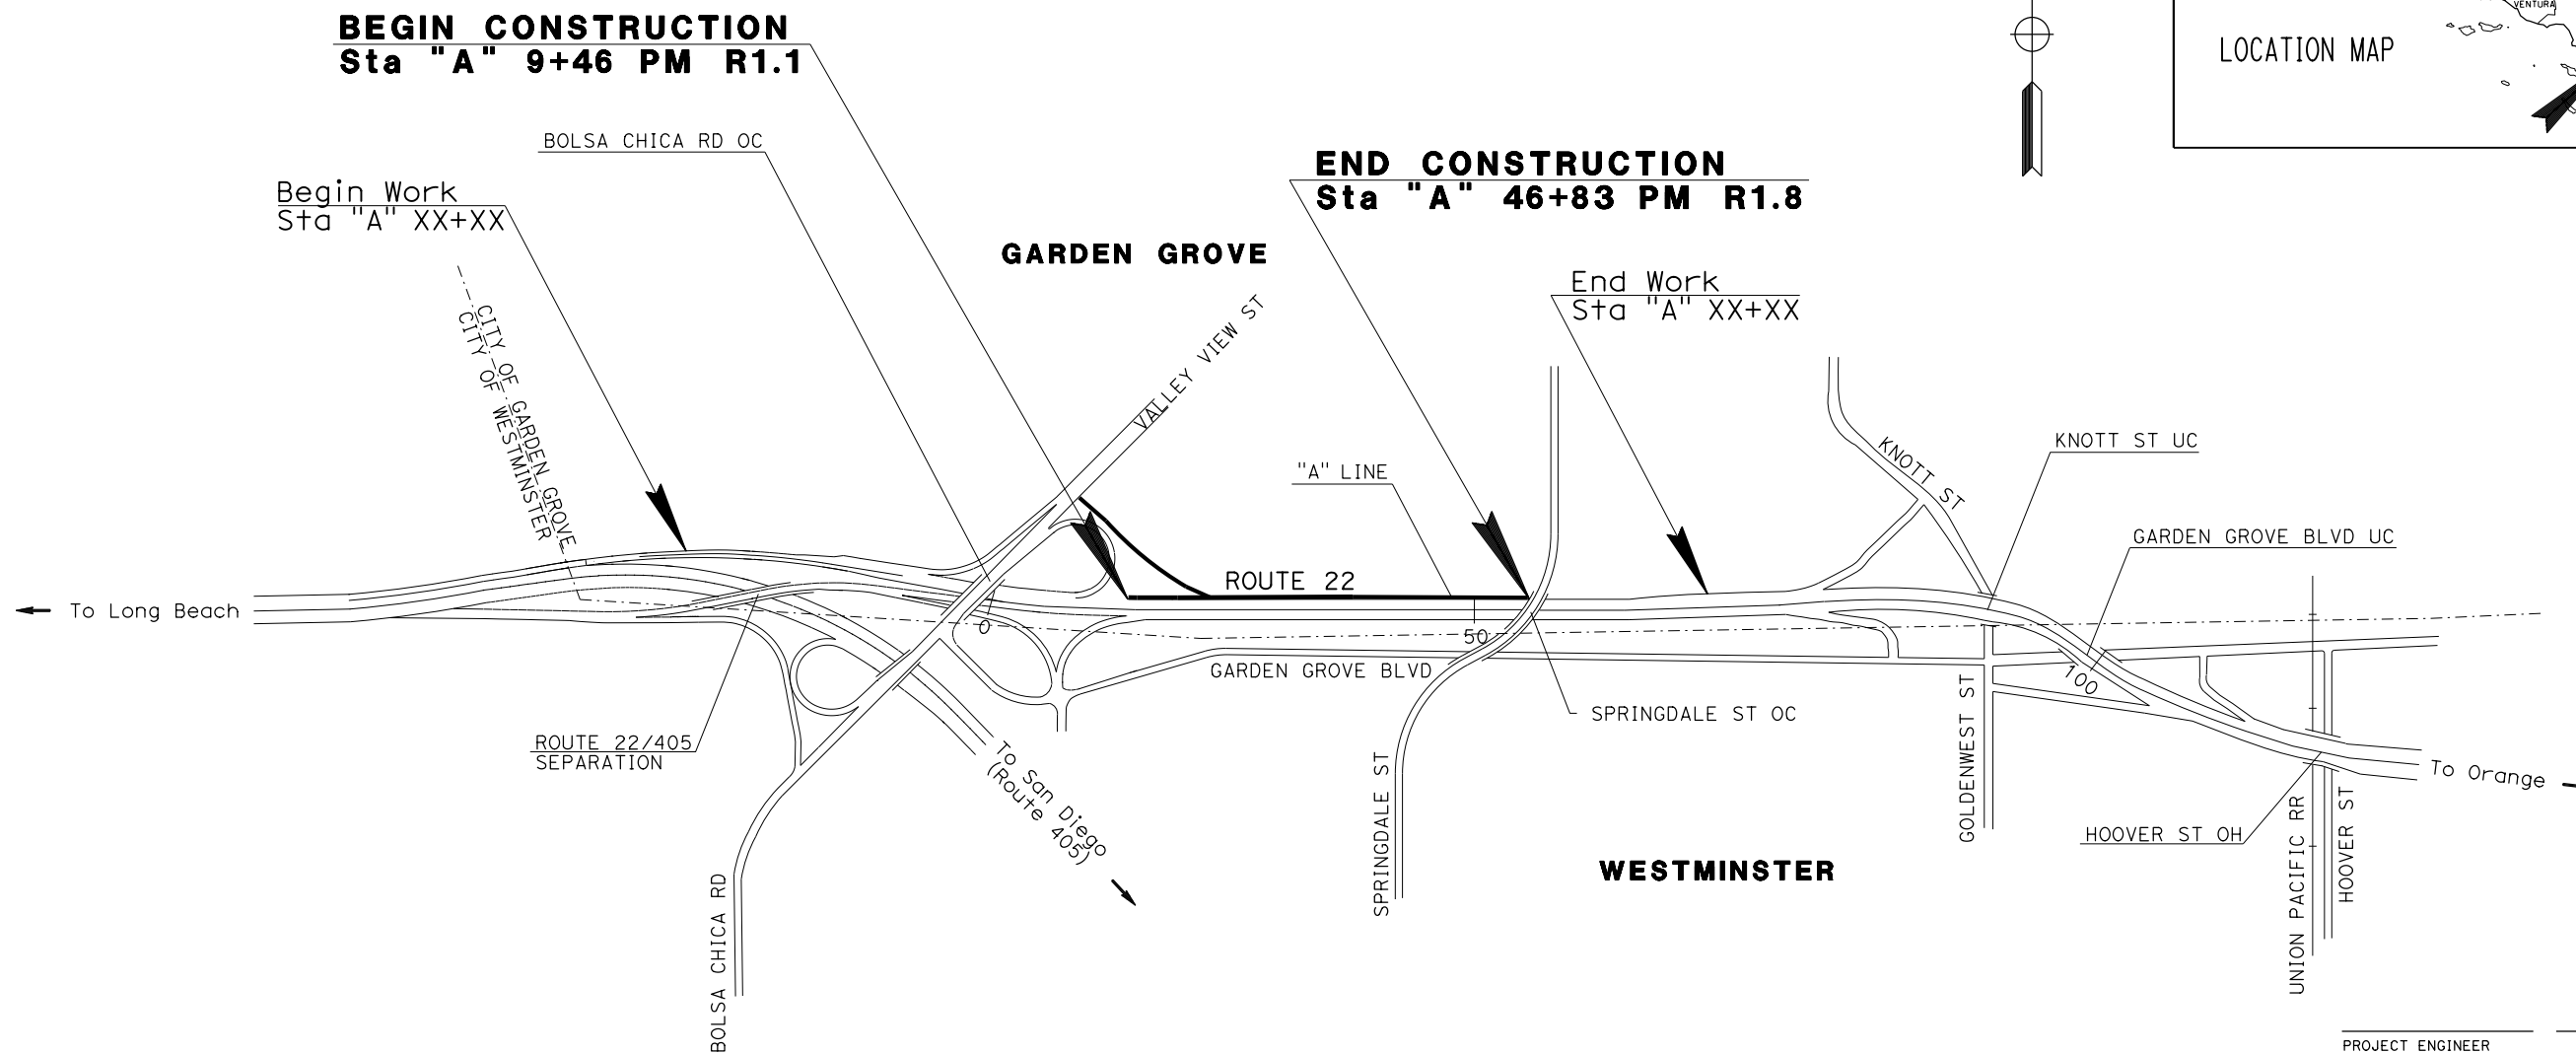 BEGIN CONSTRUCTION
Sta "A" 9+46 PM R1.1
VENTURA
LOCATION MAP
BOLSA CHICA RD OC
END CONSTRUCTION
Sta "A" 46+83 PM R1.8
Begin Work
Sta "A" XX+XX
GARDEN GROVE
End Work
Sta "A" XX+XX
CITY OF GARDEN GROVE
CITY OF WESTMINSTER
VALLEY VIEW ST
"A" LINE
KNOTT ST
KNOTT ST UC
GARDEN GROVE BLVD UC
ROUTE 22
To Long Beach
0
50
GARDEN GROVE BLVD
100
SPRINGDALE ST OC
ROUTE 22/405
SEPARATION
To San Diego
(Route 405)
SPRINGDALE ST
GOLDENWEST ST
To Orange
HOOVER ST OH
UNION PACIFIC RR
HOOVER ST
WESTMINSTER
BOLSA CHICA RD
PROJECT ENGINEER